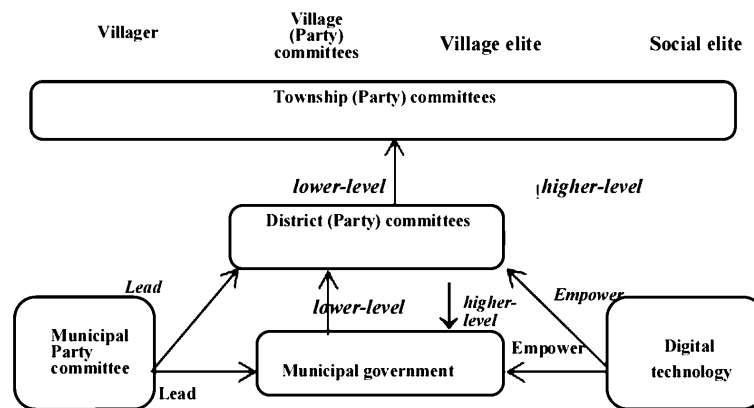 Villager
Village
(Party)
committees
Village elite
Social elite
Township (Party) committees
lower-level
higher-level
District (Party) committees
Lead
lower-level
higher-
level
Empower
Municipal
Party
committee
Lead
Municipal government
Empower
Digital
technology